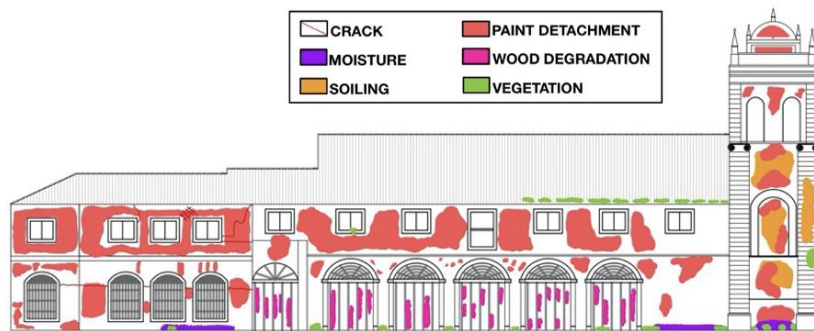 CRACK
PAINT DETACHMENT
MOISTURE
WOOD DEGRADATION
SOILING
VEGETATION